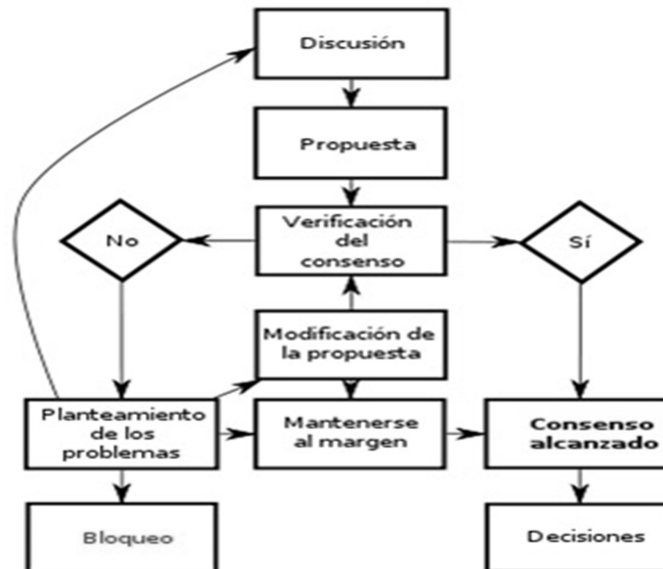 Discusión
Propuesta
Verificación
del
consenso
No
Sí
Modificación de
la propuesta
Planteamiento
de los
problemas
Mantenerse
al margen
Consenso
alcanzado
Bloqueo
Decisiones